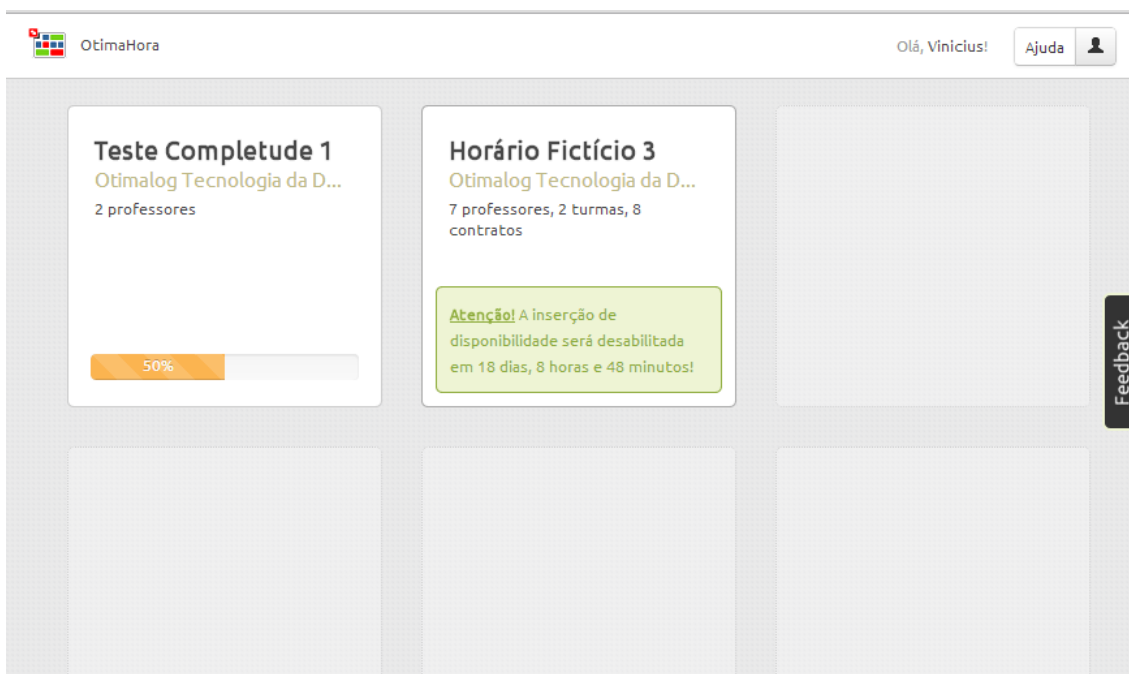 OtimaHora
Olá, Vinicius!
Ajuda
Teste Completude 1
Otimalog Tecnologia da D...
2 professores
50%
Horário Fictício 3
Otimalog Tecnologia da D...
7 professores, 2 turmas, 8
contratos
Atenção! A inserção de
disponibilidade será desabilitada
em 18 dias, 8 horas e 48 minutos!
Feedback